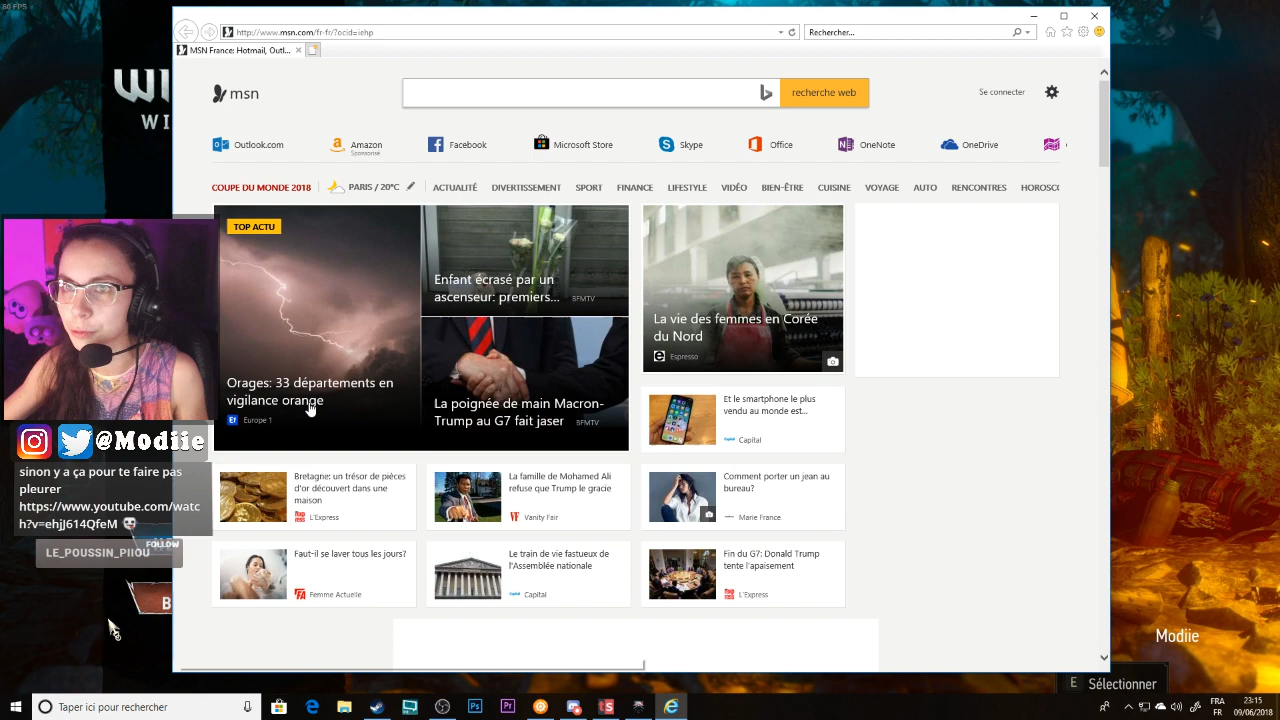 60 FPS
http://www.msn.com/fr-fr/?ocid=iehp
Rechercher...
MSN France: Hotmail, Outl...
msn
recherche web
Se connecter
Outlook.com
Amazon
Sponsorisé
Facebook
Microsoft Store
Skype
Office
OneNote
OneDrive
COUPE DU MONDE 2018
PARIS / 20°C
ACTUALITÉ
DIVERTISSEMENT
SPORT
FINANCE
LIFESTYLE
VIDÉO
BIEN-ÊTRE
CUISINE
VOYAGE
AUTO
RENCONTRES
HOROSCO
TOP ACTU
Orages: 33 départements en
vigilance orange
Europe 1
Enfant écrasé par un
ascenseur: premiers... BFMTV
La poignée de main Macron-
Trump au G7 fait jaser BFMTV
La vie des femmes en Corée
du Nord
Espresso
Et le smartphone le plus
vendu au monde est...
Capital
Bretagne: un trésor de pièces
d'or découvert dans une
maison
L'Express
La famille de Mohamed Ali
refuse que Trump le gracie
Vanity Fair
Comment porter un jean au
bureau?
Marie France
Faut-il se laver tous les jours?
Femme Actuelle
Le train de vie fastueux de
l'Assemblée nationale
Capital
Fin du G7: Donald Trump
tente l'apaisement
L'Express
WI
WI
@Modiie
sinon y a ça pour te faire pas
pleurer
https://www.youtube.com/watc
h?v=ehjJ614QfeM
FOLLOW
LE_POUSSIN_PIIOU
B
Modiie
E Sélectionner
Taper ici pour rechercher
FRA
FR
23:15
09/06/2018